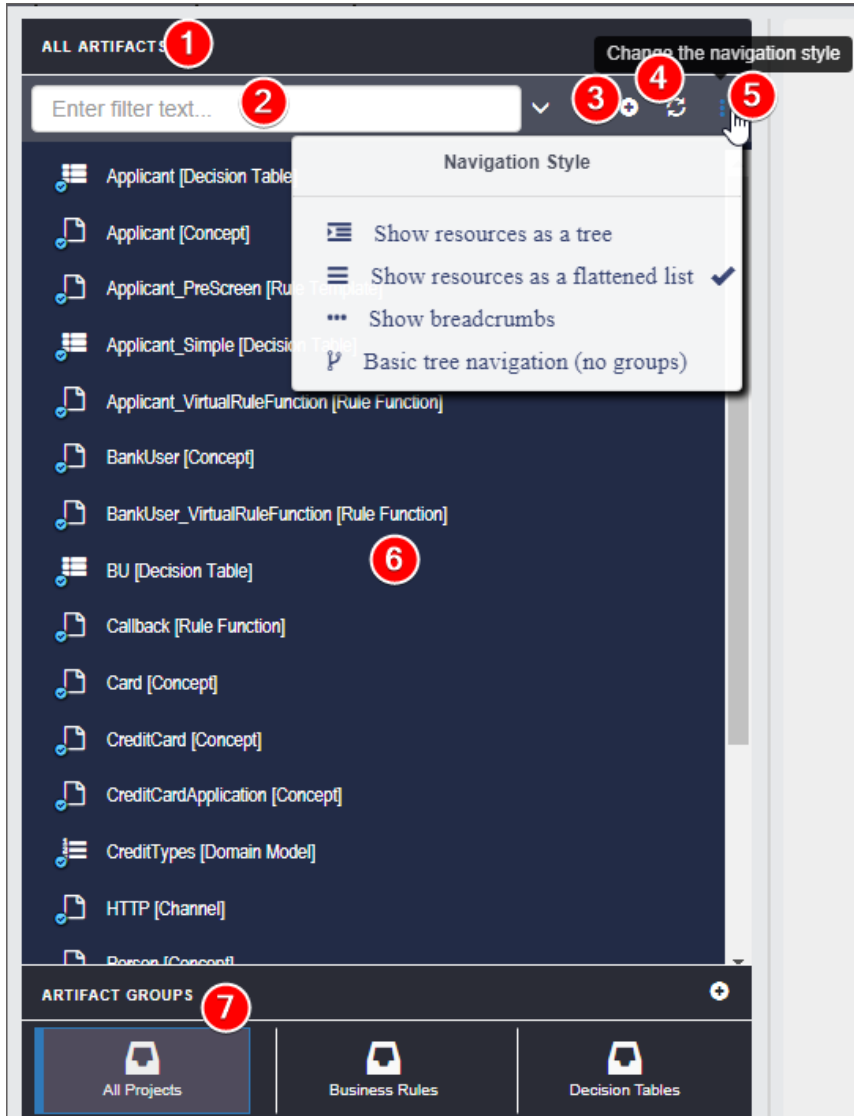 ALL ARTIFACTS 1
Change the navigation style
Enter filter text... 2 3 4 5
Navigation Style
Show resources as a tree
Show resources as a flattened list
Show breadcrumbs
Basic tree navigation (no groups)
Applicant [Decision Table]
Applicant [Concept]
Applicant_PreScreen [Rule Template]
Applicant_Simple [Decision Table]
Applicant_VirtualRuleFunction [Rule Function]
BankUser [Concept]
BankUser_VirtualRuleFunction [Rule Function]
6
BU [Decision Table]
Callback [Rule Function]
Card [Concept]
CreditCard [Concept]
CreditCardApplication [Concept]
CreditTypes [Domain Model]
HTTP [Channel]
Person [Concept]
ARTIFACT GROUPS 7
All Projects
Business Rules
Decision Tables